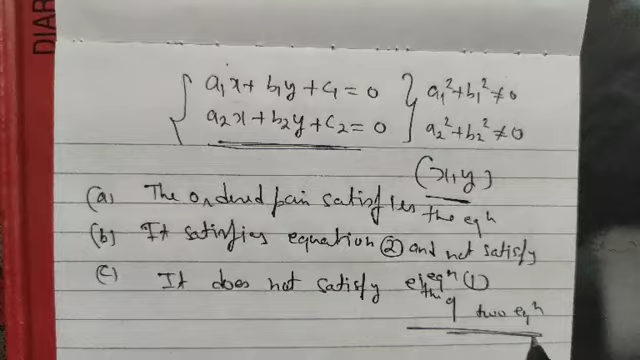 DIAR
a₁x + b₁y + c₁ = 0 a₁² + b₁² ≠ 0
a₂x + b₂y + c₂ = 0 a₂² + b₂² ≠ 0
(x, y)
(a) The ordered pair satisfies the eqⁿ
(b) It satisfies equation ② and not satisfy
eqⁿ (1)
(c) It does not satisfy the
two eqⁿ